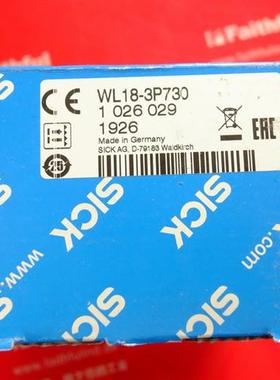 Faithful
CE
WL18-3P730
1 026 029
1926
Made in Germany
SICK AG, D-79183 Waldkirch
EAC
SICK
SICK
SICK
SICK